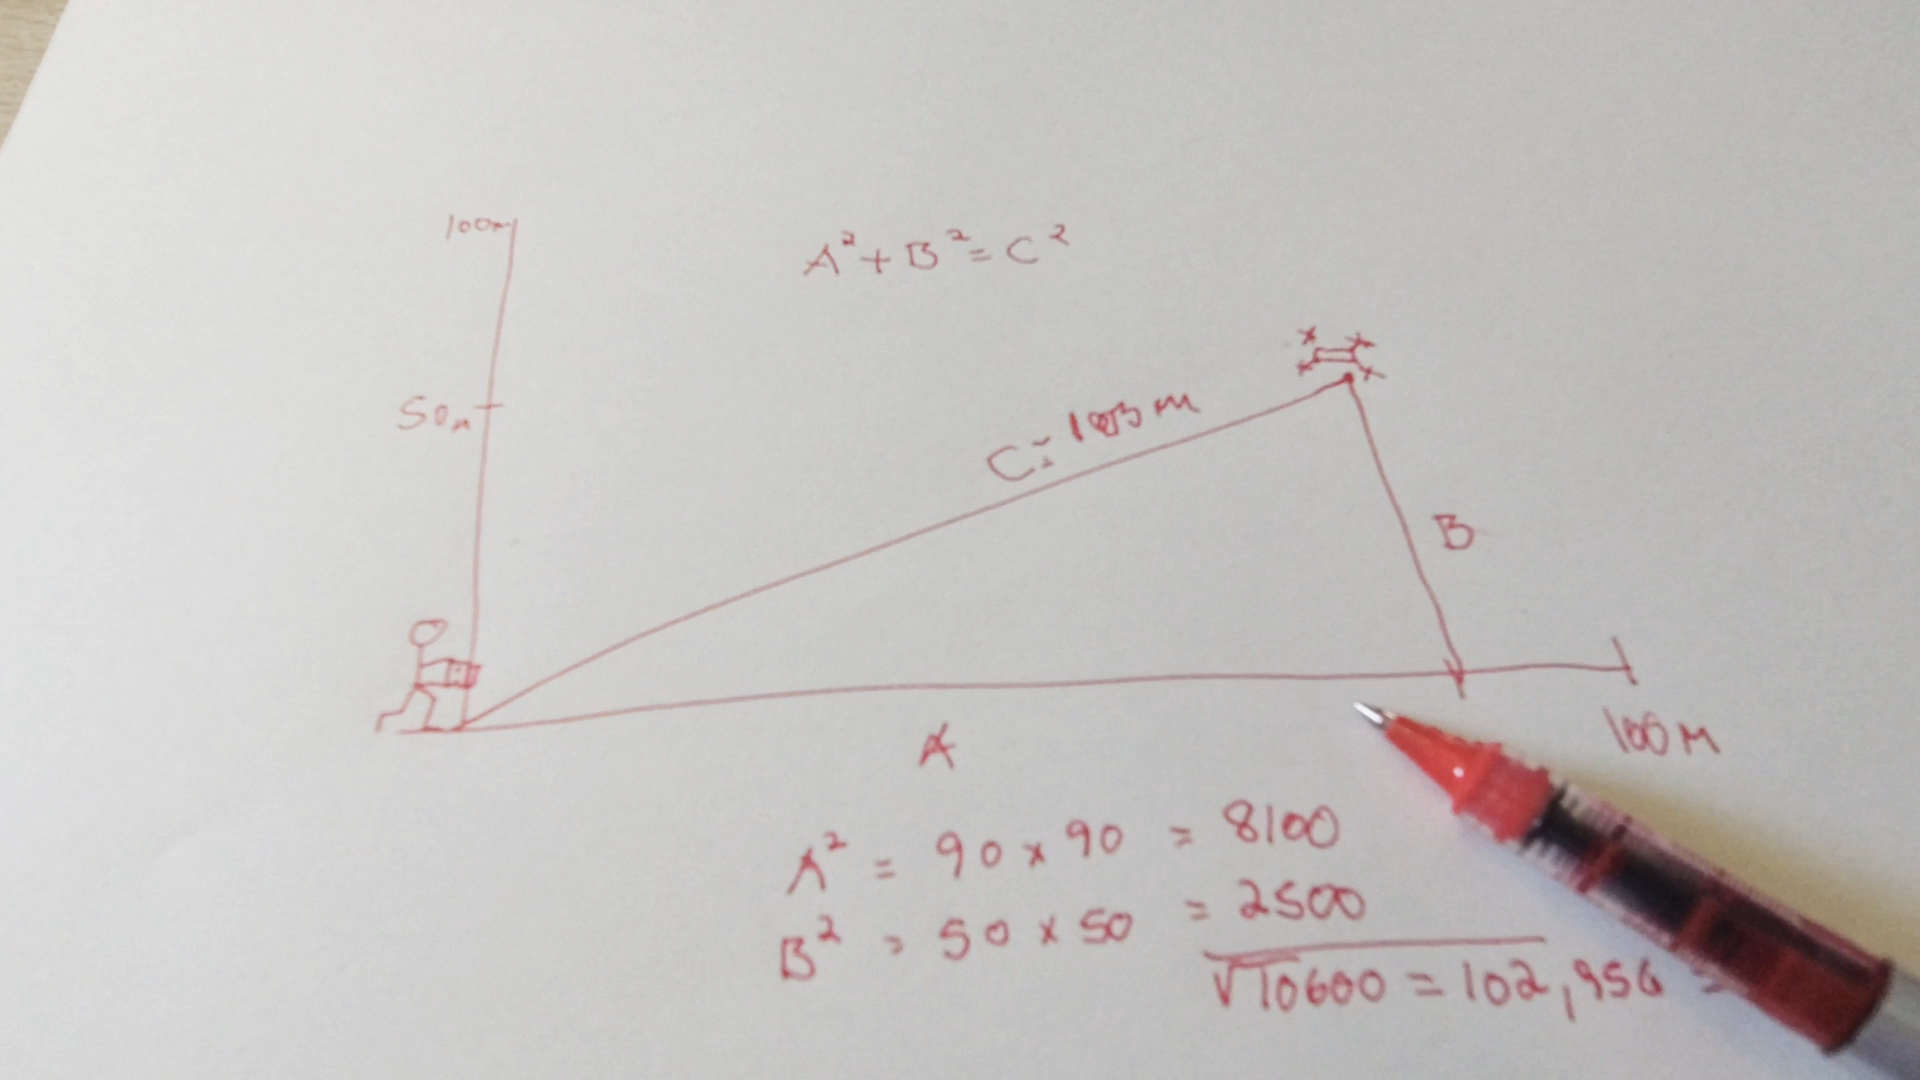 100m
A²+B²=C²
50m
C=103m
B
A
100M
A² = 90 x 90 = 8100
B² = 50 x 50 = 2500
√10600 = 102,956 =